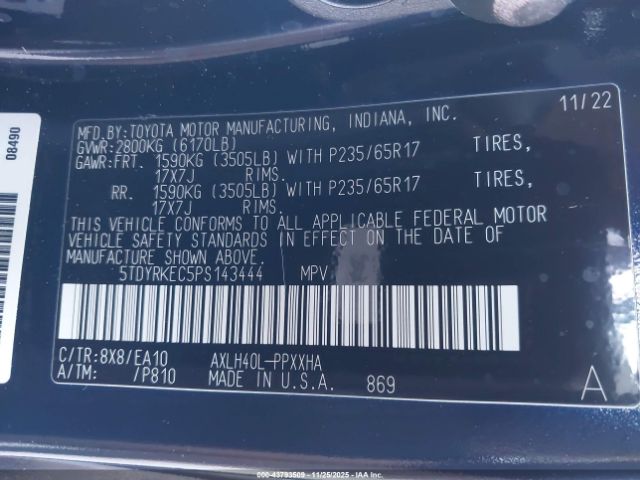 MFD.BY:TOYOTA MOTOR MANUFACTURING, INDIANA, INC. 11/22
GVWR:2800KG (6170LB)
GAWR:FRT. 1590KG (3505LB) WITH P235/65R17 TIRES,
17X7J RIMS.
RR. 1590KG (3505LB) WITH P235/65R17 TIRES,
17X7J RIMS.
THIS VEHICLE CONFORMS TO ALL APPLICABLE FEDERAL MOTOR
VEHICLE SAFETY STANDARDS IN EFFECT ON THE DATE OF
MANUFACTURE SHOWN ABOVE.
5TDYRKEC5PS143444 MPV
C/TR:8X8/EA10 AXLH40L-PPXXHA
A/TM: /P810 MADE IN U.S.A. 869 A
08490
000-43793509 - 11/25/2025 - IAA Corp.